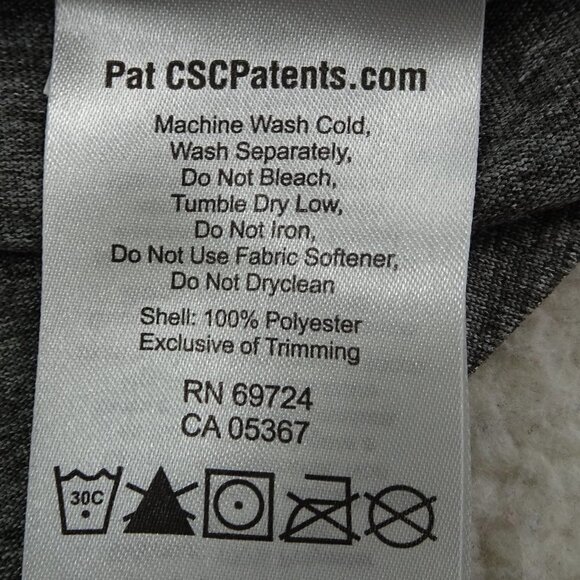 Pat CSCPatents.com
Machine Wash Cold,
Wash Separately,
Do Not Bleach,
Tumble Dry Low,
Do Not Iron,
Do Not Use Fabric Softener,
Do Not Dryclean
Shell: 100% Polyester
Exclusive of Trimming
RN 69724
CA 05367
30C